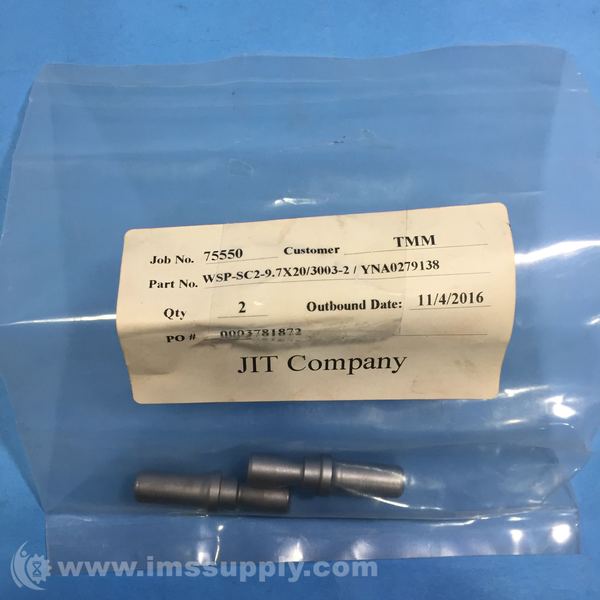 Job No. 75550 Customer TMM
Part No. WSP-SC2-9.7X20/3003-2 / YNA0279138
Qty 2 Outbound Date: 11/4/2016
PO # 0003781872
JIT Company
www.imssupply.com